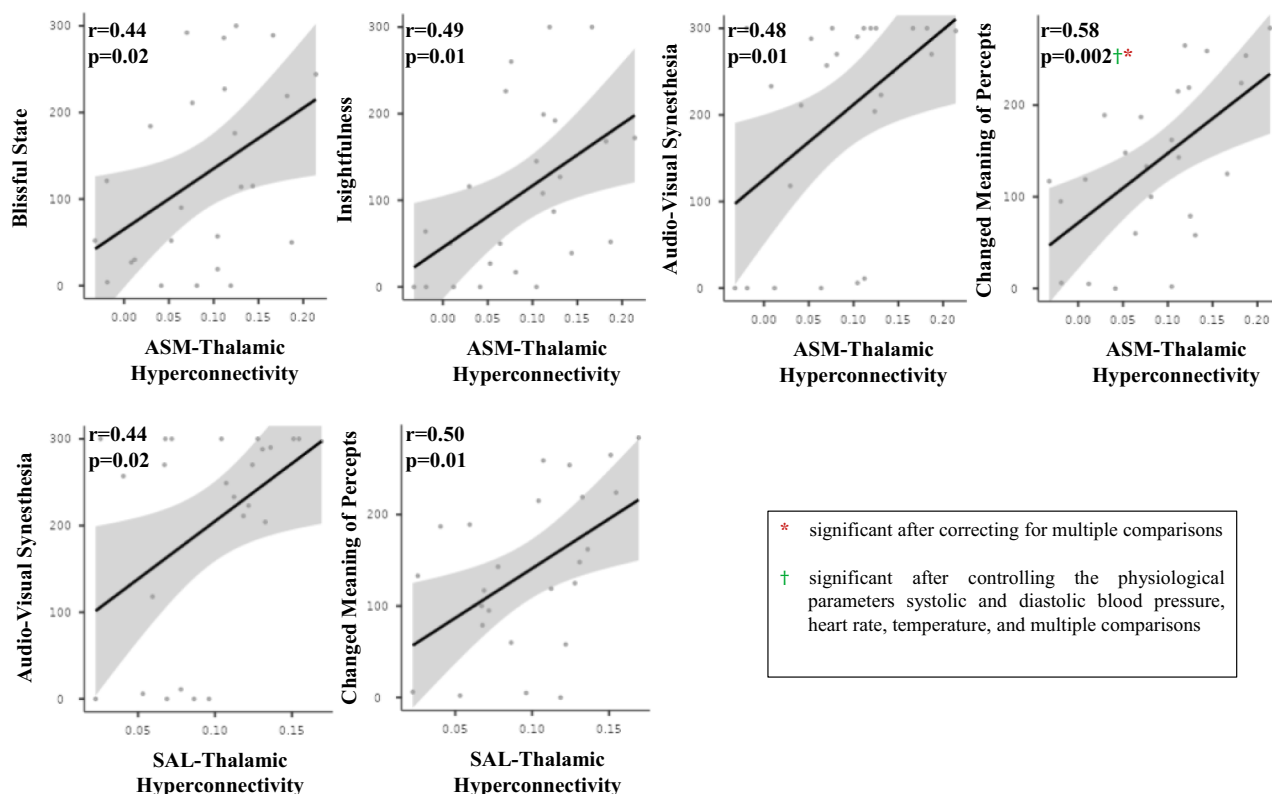 r=0.44
p=0.02
Blissful State
300
200
100
0
0.00 0.05 0.10 0.15 0.20
ASM-Thalamic
Hyperconnectivity
r=0.49
p=0.01
Insightfulness
300
200
100
0
0.00 0.05 0.10 0.15 0.20
ASM-Thalamic
Hyperconnectivity
r=0.48
p=0.01
Audio-Visual Synesthesia
300
200
100
0
0.00 0.05 0.10 0.15 0.20
ASM-Thalamic
Hyperconnectivity
r=0.58
p=0.002†*
Changed Meaning of Percepts
200
100
0
0.00 0.05 0.10 0.15 0.20
ASM-Thalamic
Hyperconnectivity
r=0.44
p=0.02
Audio-Visual Synesthesia
300
200
100
0
0.05 0.10 0.15
SAL-Thalamic
Hyperconnectivity
r=0.50
p=0.01
Changed Meaning of Percepts
200
100
0
0.05 0.10 0.15
SAL-Thalamic
Hyperconnectivity
* significant after correcting for multiple comparisons
† significant after controlling the physiological
parameters systolic and diastolic blood pressure,
heart rate, temperature, and multiple comparisons